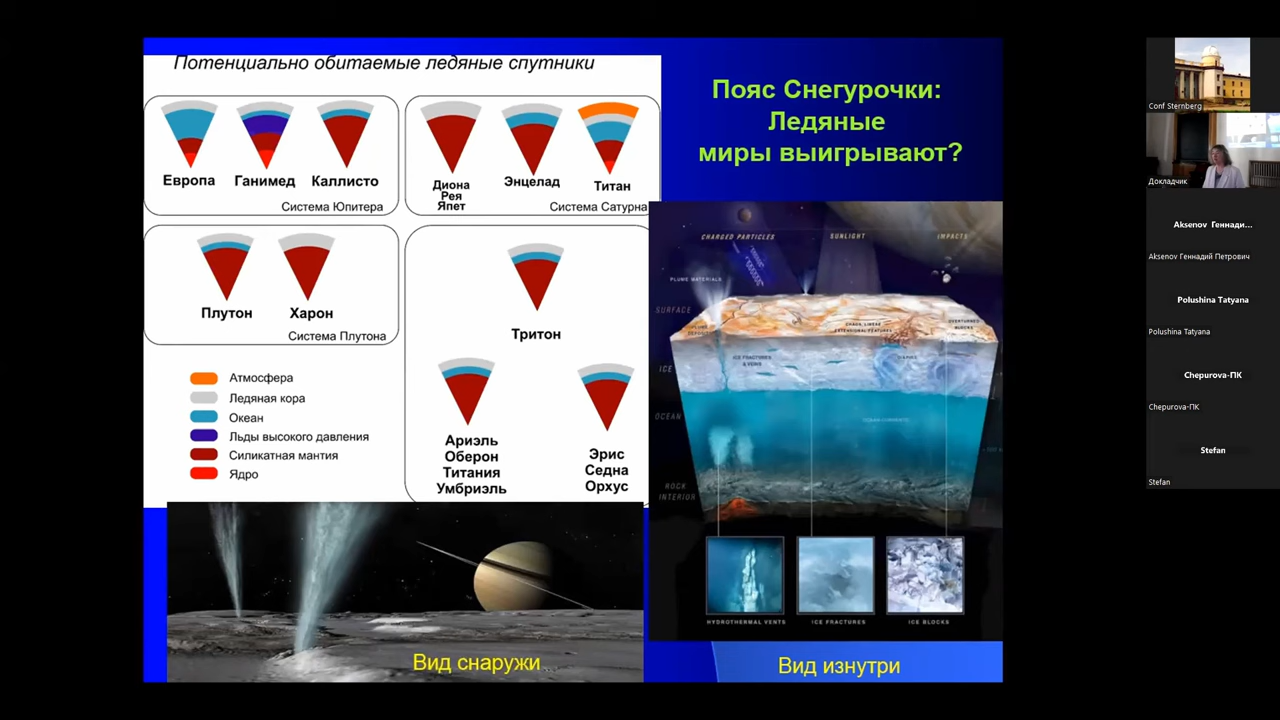 Потенциально обитаемые ледяные спутники
Европа
Ганимед
Каллисто
Система Юпитера
Диона
Рея
Япет
Энцелад
Титан
Система Сатурна
Плутон
Харон
Система Плутона
Тритон
Атмосфера
Ледяная кора
Океан
Льды высокого давления
Силикатная мантия
Ядро
Ариэль
Оберон
Титания
Умбриэль
Эрис
Седна
Орхус
Пояс Снегурочки:
Ледяные
миры выигрывают?
CHARGED PARTICLES
SUNLIGHT
IMPACTS
PLUME MATERIALS
SURFACE
ICE
ICE FRACTURES
OCEAN
ROCK
INTERIOR
HYDROTHERMAL VENTS
ICE FRACTURES
ICE BLOCKS
Вид снаружи
Вид изнутри
Conf Sternberg
Докладчик
Aksenov Геннади...
Aksenov Геннадий Петрович
Polushina Tatyana
Polushina Tatyana
Chepurova-ПК
Chepurova-ПК
Stefan
Stefan